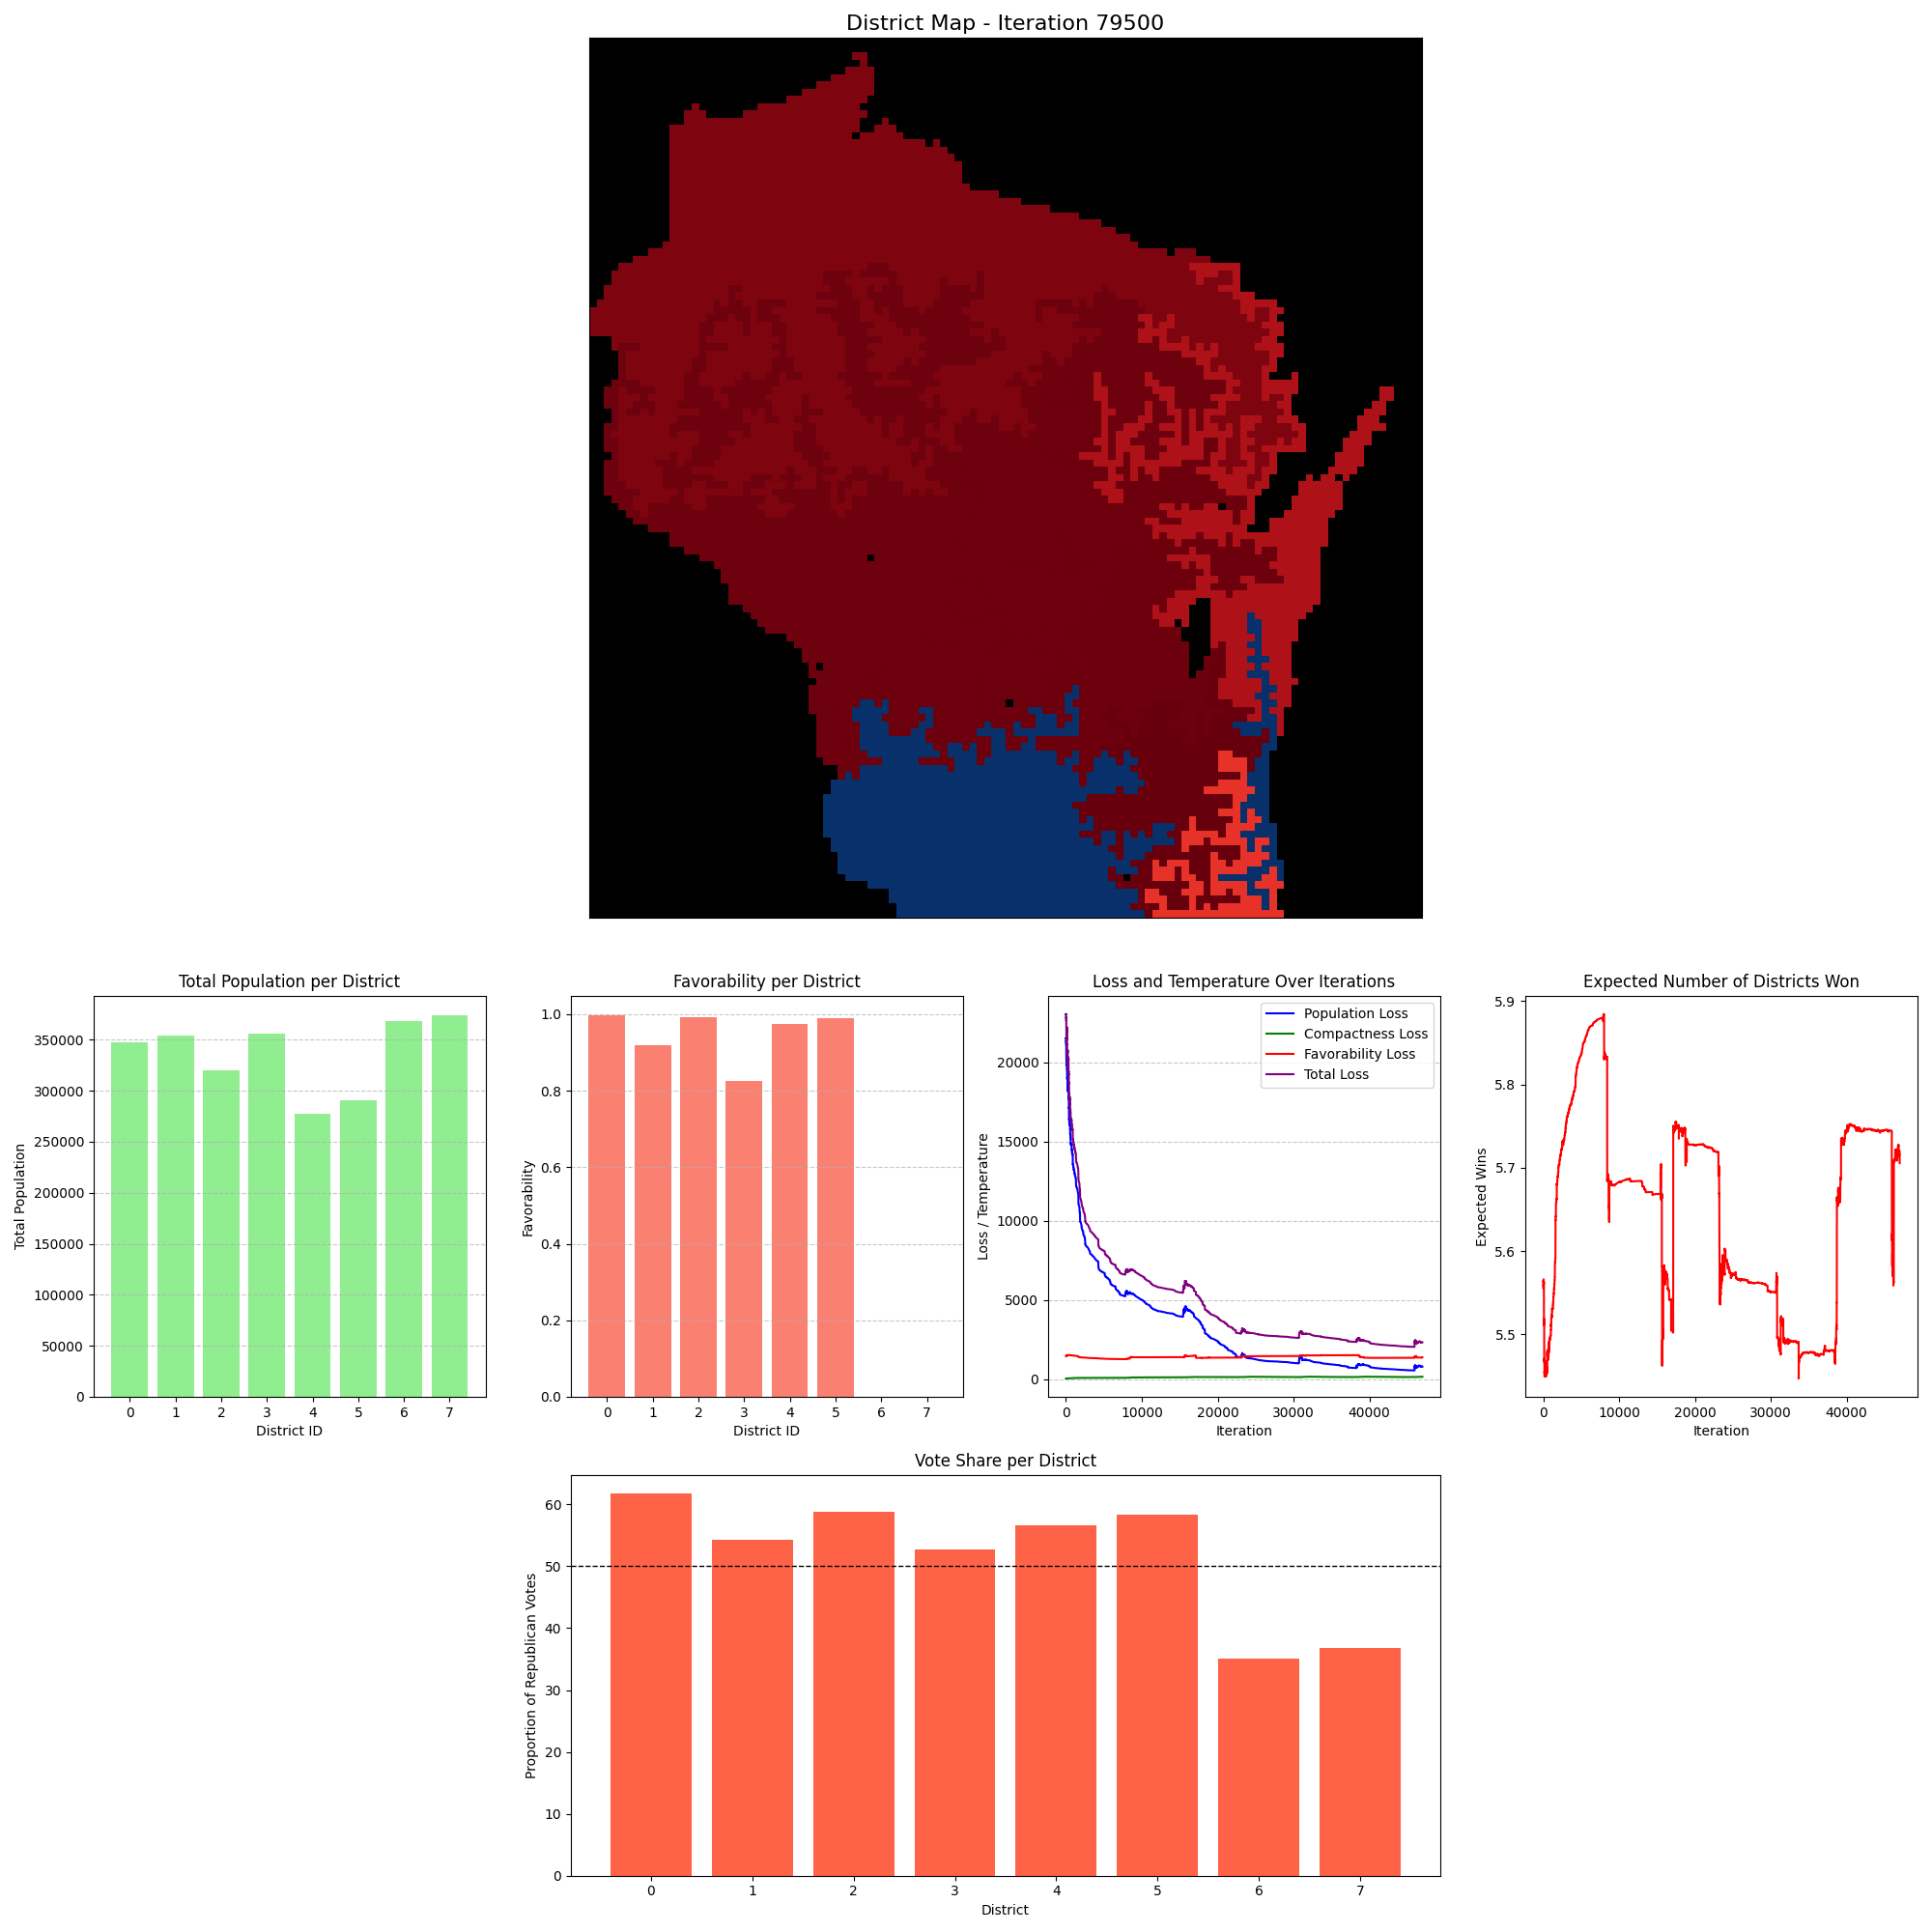 District Map - Iteration 79500
Total Population per District
Total Population
350000
300000
250000
200000
150000
100000
50000
0
0 1 2 3 4 5 6 7
District ID
Favorability per District
Favorability
1.0
0.8
0.6
0.4
0.2
0.0
0 1 2 3 4 5 6 7
District ID
Loss and Temperature Over Iterations
Loss / Temperature
20000
15000
10000
5000
0
Population Loss
Compactness Loss
Favorability Loss
Total Loss
0 10000 20000 30000 40000
Iteration
Expected Number of Districts Won
Expected Wins
5.9
5.8
5.7
5.6
5.5
0 10000 20000 30000 40000
Iteration
Vote Share per District
Proportion of Republican Votes
60
50
40
30
20
10
0
0 1 2 3 4 5 6 7
District